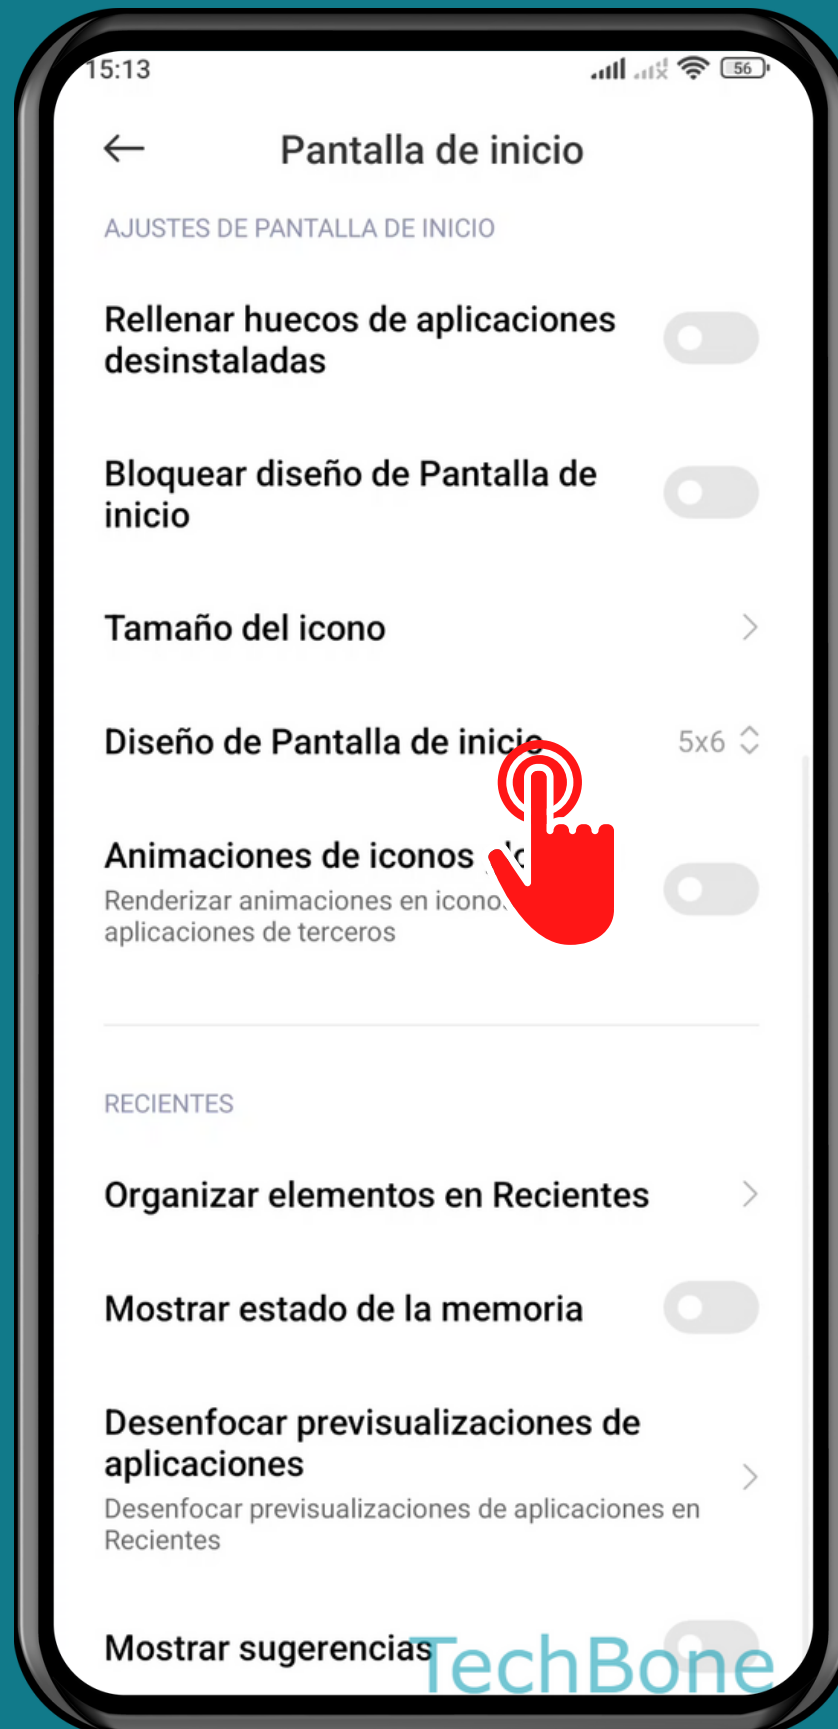 15:13
56
Pantalla de inicio
AJUSTES DE PANTALLA DE INICIO
Rellenar huecos de aplicaciones
desinstaladas
Bloquear diseño de Pantalla de
inicio
Tamaño del icono
Diseño de Pantalla de inicio
5x6
Animaciones de iconos
Renderizar animaciones en iconos
aplicaciones de terceros
RECIENTES
Organizar elementos en Recientes
Mostrar estado de la memoria
Desenfocar previsualizaciones de
aplicaciones
Desenfocar previsualizaciones de aplicaciones en
Recientes
Mostrar sugerencias
TechBone